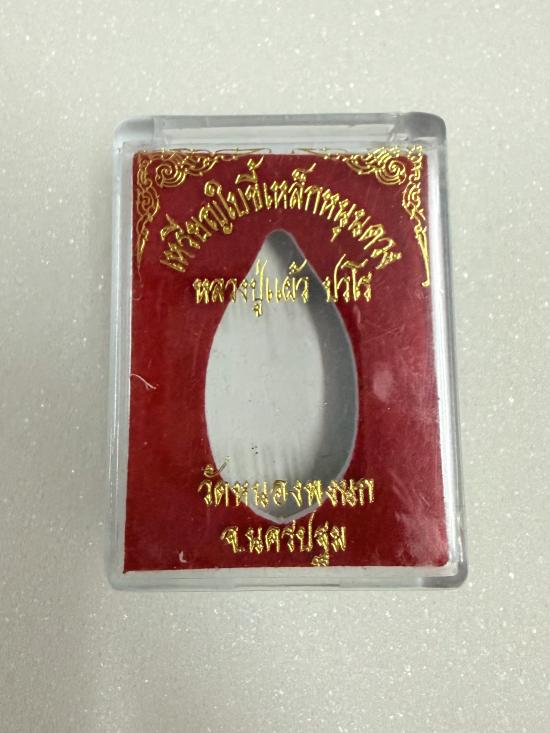 เหรียญใบขี้เหล็กหนุนดวง
หลวงปู่แผ้ว ปวโร
วัดหนองพงนก
จ.นครปฐม